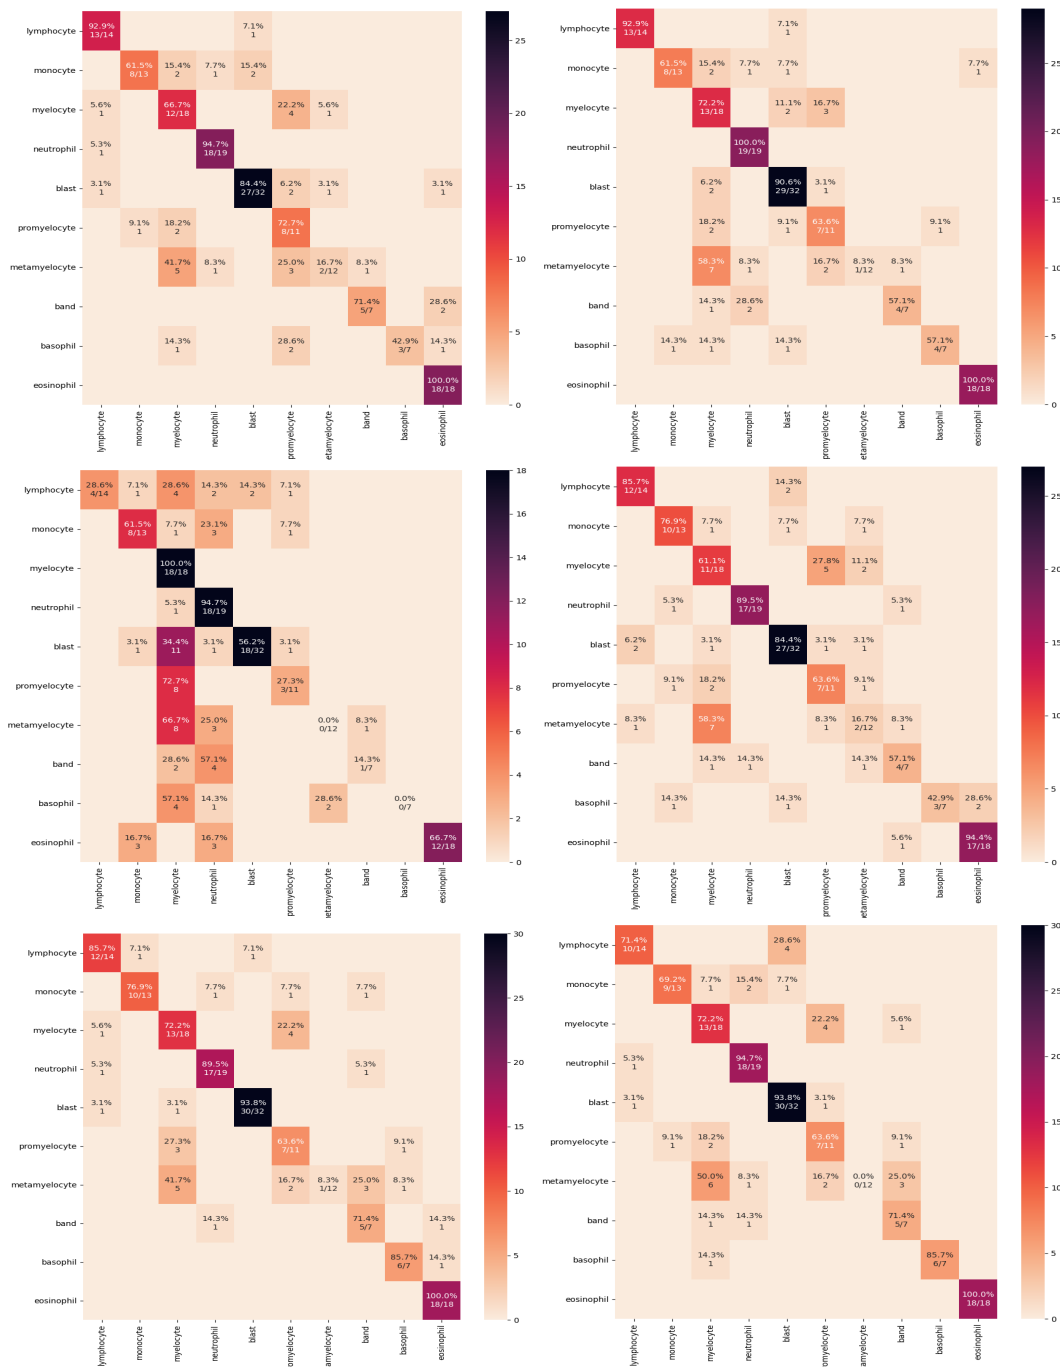 lymphocyte 92.9% 7.1%
13/14 1
monocyte 61.5% 15.4% 7.7% 15.4%
8/13 2 1 2
myelocyte 5.6% 66.7% 22.2% 5.6%
1 12/18 4 1
neutrophil 5.3% 94.7%
1 18/19
blast 3.1% 84.4% 6.2% 3.1% 3.1%
1 27/32 2 1 1
promyelocyte 9.1% 18.2% 72.7%
1 2 8/11
metamyelocyte 41.7% 8.3% 25.0% 16.7% 8.3%
5 1 3 2/12 1
band 71.4% 28.6%
5/7 2
basophil 14.3% 28.6% 42.9% 14.3%
1 2 3/7 1
eosinophil 100.0%
18/18
lymphocyte monocyte myelocyte neutrophil blast promyelocyte etamyelocyte band basophil eosinophil
25
20
15
10
5
0
lymphocyte 92.9% 7.1%
13/14 1
monocyte 61.5% 15.4% 7.7% 7.7% 7.7%
8/13 2 1 1 1
myelocyte 72.2% 11.1% 16.7%
13/18 2 3
neutrophil 100.0%
19/19
blast 6.2% 90.6% 3.1%
2 29/32 1
promyelocyte 18.2% 9.1% 63.6% 9.1%
2 1 7/11 1
metamyelocyte 58.3% 8.3% 16.7% 8.3% 8.3%
7 1 2 1/12 1
band 14.3% 28.6% 57.1%
1 2 4/7
basophil 14.3% 14.3% 14.3% 57.1%
1 1 1 4/7
eosinophil 100.0%
18/18
lymphocyte monocyte myelocyte neutrophil blast promyelocyte etamyelocyte band basophil eosinophil
25
20
15
10
5
0
lymphocyte 28.6% 7.1% 28.6% 14.3% 14.3% 7.1%
4/14 1 4 2 2 1
monocyte 61.5% 7.7% 23.1% 7.7%
8/13 1 3 1
myelocyte 100.0%
18/18
neutrophil 5.3% 94.7%
1 18/19
blast 3.1% 34.4% 3.1% 56.2% 3.1%
1 11 1 18/32 1
promyelocyte 72.7% 27.3%
8 3/11
metamyelocyte 66.7% 25.0% 0.0% 8.3%
8 3 0/12 1
band 28.6% 57.1% 14.3%
2 4 1/7
basophil 57.1% 14.3% 28.6% 0.0%
4 1 2 0/7
eosinophil 16.7% 16.7% 66.7%
3 3 12/18
lymphocyte monocyte myelocyte neutrophil blast promyelocyte etamyelocyte band basophil eosinophil
18
16
14
12
10
8
6
4
2
0
lymphocyte 85.7% 14.3%
12/14 2
monocyte 76.9% 7.7% 7.7% 7.7%
10/13 1 1 1
myelocyte 61.1% 27.8% 11.1%
11/18 5 2
neutrophil 5.3% 89.5% 5.3%
1 17/19 1
blast 6.2% 3.1% 84.4% 3.1% 3.1%
2 1 27/32 1 1
promyelocyte 9.1% 18.2% 63.6% 9.1%
1 2 7/11 1
metamyelocyte 8.3% 58.3% 8.3% 16.7% 8.3%
1 7 1 2/12 1
band 14.3% 14.3% 14.3% 57.1%
1 1 1 4/7
basophil 14.3% 14.3% 42.9% 28.6%
1 1 3/7 2
eosinophil 5.6% 94.4%
1 17/18
lymphocyte monocyte myelocyte neutrophil blast promyelocyte etamyelocyte band basophil eosinophil
25
20
15
10
5
0
lymphocyte 85.7% 7.1% 7.1%
12/14 1 1
monocyte 76.9% 7.7% 7.7% 7.7%
10/13 1 1 1
myelocyte 5.6% 72.2% 22.2%
1 13/18 4
neutrophil 5.3% 89.5% 5.3%
1 17/19 1
blast 3.1% 3.1% 93.8%
1 1 30/32
promyelocyte 27.3% 63.6% 9.1%
3 7/11 1
metamyelocyte 41.7% 16.7% 8.3% 25.0% 8.3%
5 2 1/12 3 1
band 14.3% 71.4% 14.3%
1 5/7 1
basophil 85.7% 14.3%
6/7 1
eosinophil 100.0%
18/18
lymphocyte monocyte myelocyte neutrophil blast promyelocyte etamyelocyte band basophil eosinophil
30
25
20
15
10
5
0
lymphocyte 71.4% 28.6%
10/14 4
monocyte 69.2% 7.7% 15.4% 7.7%
9/13 1 2 1
myelocyte 72.2% 22.2% 5.6%
13/18 4 1
neutrophil 5.3% 94.7%
1 18/19
blast 3.1% 93.8% 3.1%
1 30/32 1
promyelocyte 9.1% 18.2% 63.6% 9.1%
1 2 7/11 1
metamyelocyte 50.0% 8.3% 16.7% 0.0% 25.0%
6 1 2 0/12 3
band 14.3% 14.3% 71.4%
1 1 5/7
basophil 14.3% 85.7%
1 6/7
eosinophil 100.0%
18/18
ymphocyte monocyte myelocyte neutrophil blast promyelocyte amyelocyte band basophil eosinophil
30
25
20
15
10
5
0